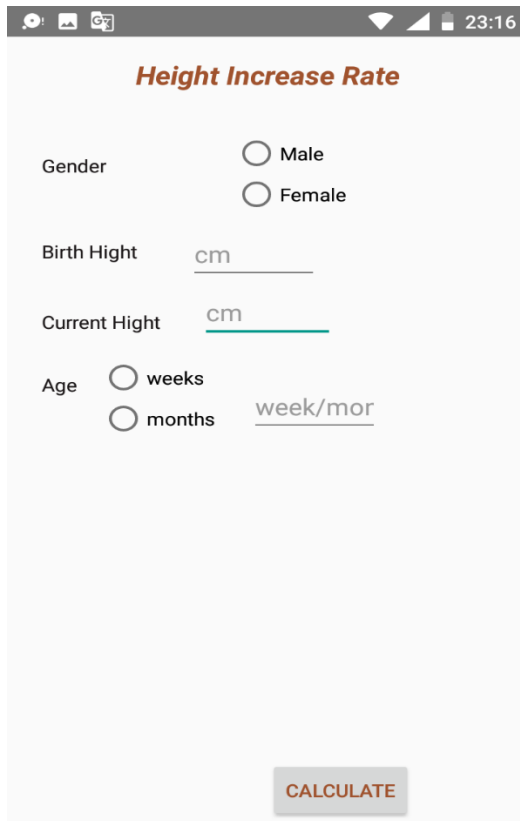 23:16
Height Increase Rate
Gender
Male
Female
Birth Hight
cm
Current Hight
cm
Age
weeks
months
week/mor
CALCULATE